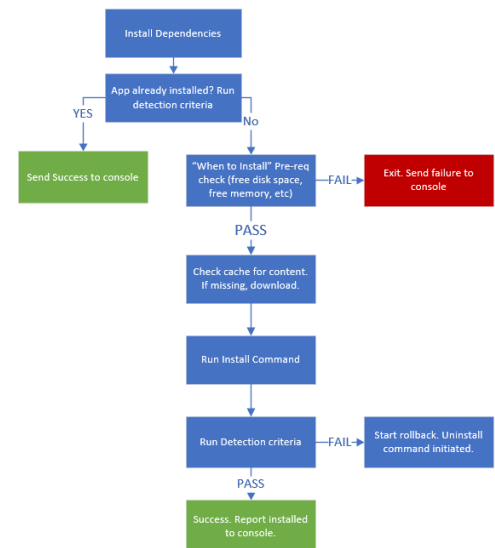 Install Dependencies
App already installed? Run
detection criteria
YES
No
Send Success to console
“When to Install” Pre-req
check (free disk space,
free memory, etc)
FAIL
Exit. Send failure to
console
PASS
Check cache for content.
If missing, download.
Run Install Command
Run Detection criteria
FAIL
Start rollback. Uninstall
command initiated.
PASS
Success. Report installed
to console.